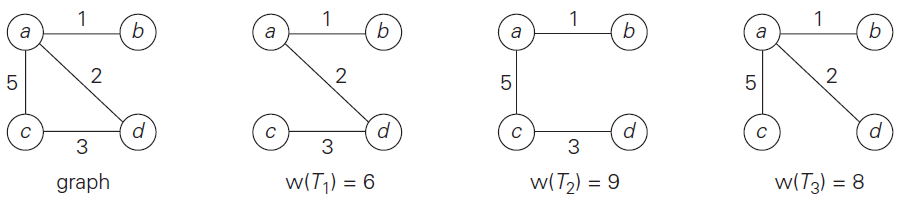 1 1 1 1
a b a b a b a b
5 2 2 5 5 2
c d c d c d c d
3 3 3
graph w(T1) = 6 w(T2) = 9 w(T3) = 8